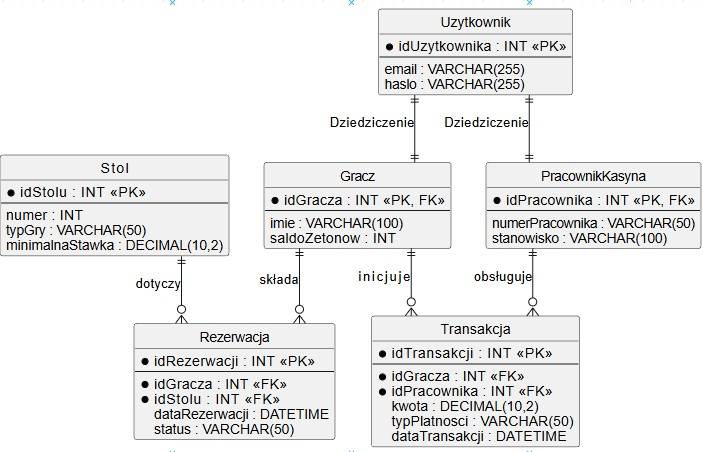 Uzytkownik
idUzytkownika : INT «PK»
email : VARCHAR(255)
haslo : VARCHAR(255)
Dziedziczenie
Dziedziczenie
Stol
idStolu : INT «PK»
numer : INT
typGry : VARCHAR(50)
minimalnaStawka : DECIMAL(10,2)
Gracz
idGracza : INT «PK, FK»
imie : VARCHAR(100)
saldoZetonow : INT
PracownikKasyna
idPracownika : INT «PK, FK»
numerPracownika : VARCHAR(50)
stanowisko : VARCHAR(100)
dotyczy
składa
inicjuje
obsługuje
Rezerwacja
idRezerwacji : INT «PK»
idGracza : INT «FK»
idStolu : INT «FK»
dataRezerwacji : DATETIME
status : VARCHAR(50)
Transakcja
idTransakcji : INT «PK»
idGracza : INT «FK»
idPracownika : INT «FK»
kwota : DECIMAL(10,2)
typPlatnosci : VARCHAR(50)
dataTransakcji : DATETIME